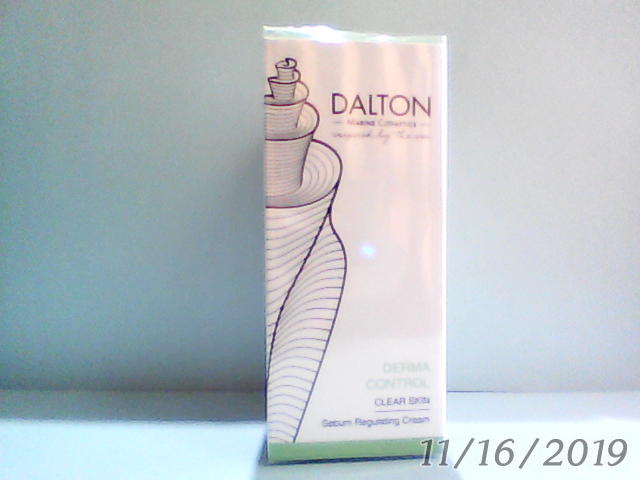 DALTON
— MARINE COSMETICS —
DERMA
CONTROL
CLEAR SKIN
Sebum Regulating Cream
11/16/2019